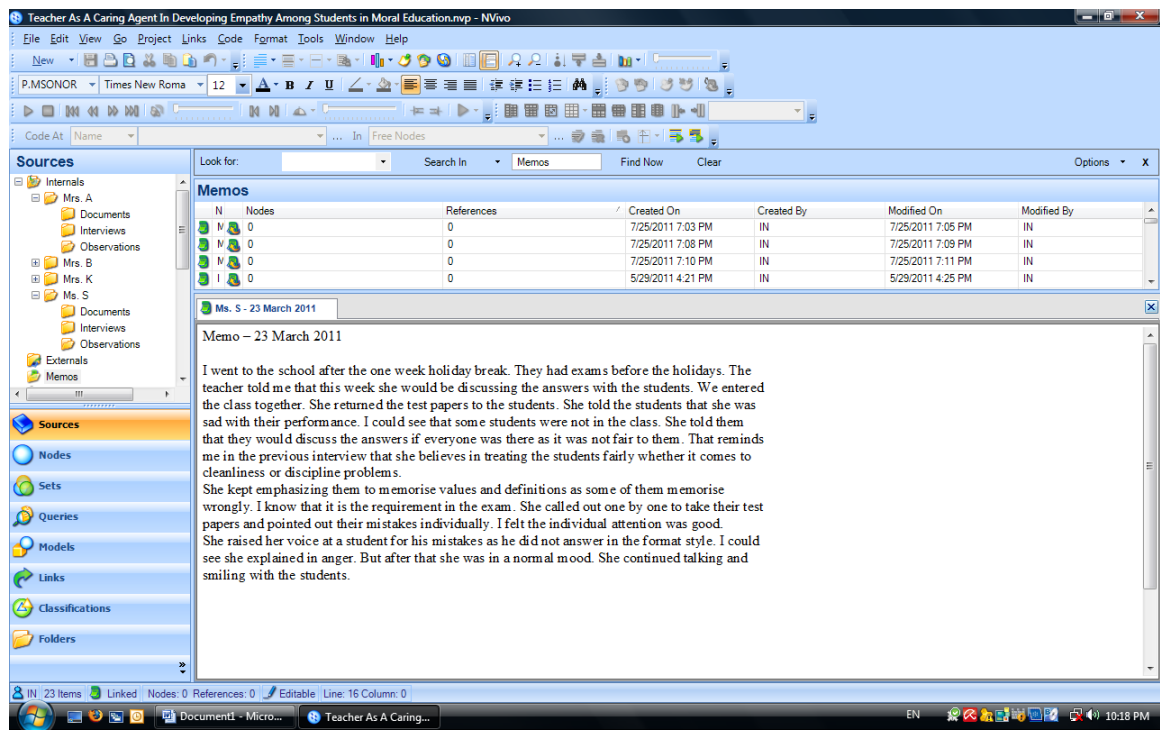 Teacher As A Caring Agent In Developing Empathy Among Students in Moral Education.nvp - NVivo
File Edit View Go Project Links Code Format Tools Window Help
New
P.MSONOR Times New Roma 12 A B I U
Code At Name ... In Free Nodes ...
Sources
Look for: Search In Memos Find Now Clear Options x
Internals
Mrs. A
Documents
Interviews
Observations
Mrs. B
Mrs. K
Ms. S
Documents
Interviews
Observations
Externals
Memos
Memos
N Nodes References Created On Created By Modified On Modified By
M 0 0 7/25/2011 7:03 PM IN 7/25/2011 7:05 PM IN
M 0 0 7/25/2011 7:08 PM IN 7/25/2011 7:09 PM IN
M 0 0 7/25/2011 7:10 PM IN 7/25/2011 7:11 PM IN
I 0 0 5/29/2011 4:21 PM IN 5/29/2011 4:25 PM IN
Ms. S - 23 March 2011
Memo – 23 March 2011
I went to the school after the one week holiday break. They had exams before the holidays. The
teacher told me that this week she would be discussing the answers with the students. We entered
the class together. She returned the test papers to the students. She told the students that she was
sad with their performance. I could see that some students were not in the class. She told them
that they would discuss the answers if everyone was there as it was not fair to them. That reminds
me in the previous interview that she believes in treating the students fairly whether it comes to
cleanliness or discipline problems.
She kept emphasizing them to memorise values and definitions as some of them memorise
wrongly. I know that it is the requirement in the exam. She called out one by one to take their test
papers and pointed out their mistakes individually. I felt the individual attention was good.
She raised her voice at a student for his mistakes as he did not answer in the format style. I could
see she explained in anger. But after that she was in a normal mood. She continued talking and
smiling with the students.
Sources
Nodes
Sets
Queries
Models
Links
Classifications
Folders
IN 23 Items Linked Nodes: 0 References: 0 Editable Line: 16 Column: 0
Document1 - Micro... Teacher As A Caring... EN 10:18 PM